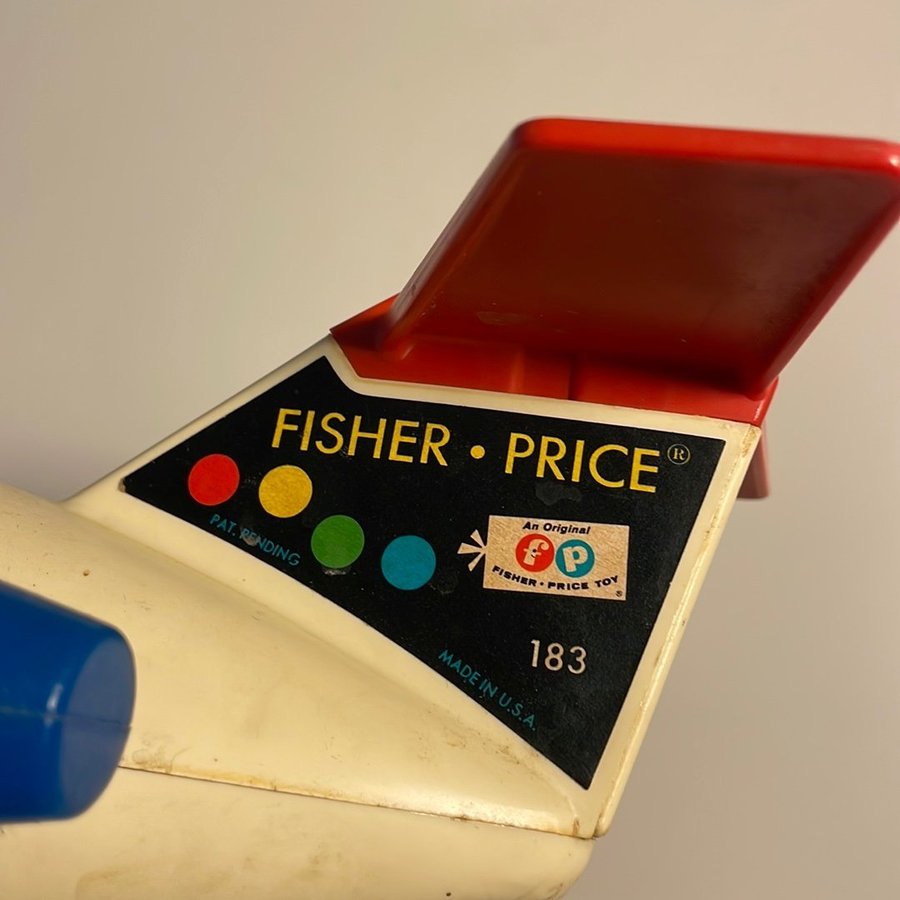 FISHER • PRICE®
PAT. PENDING
An Original
fp
FISHER • PRICE TOY®
183
MADE IN U.S.A.